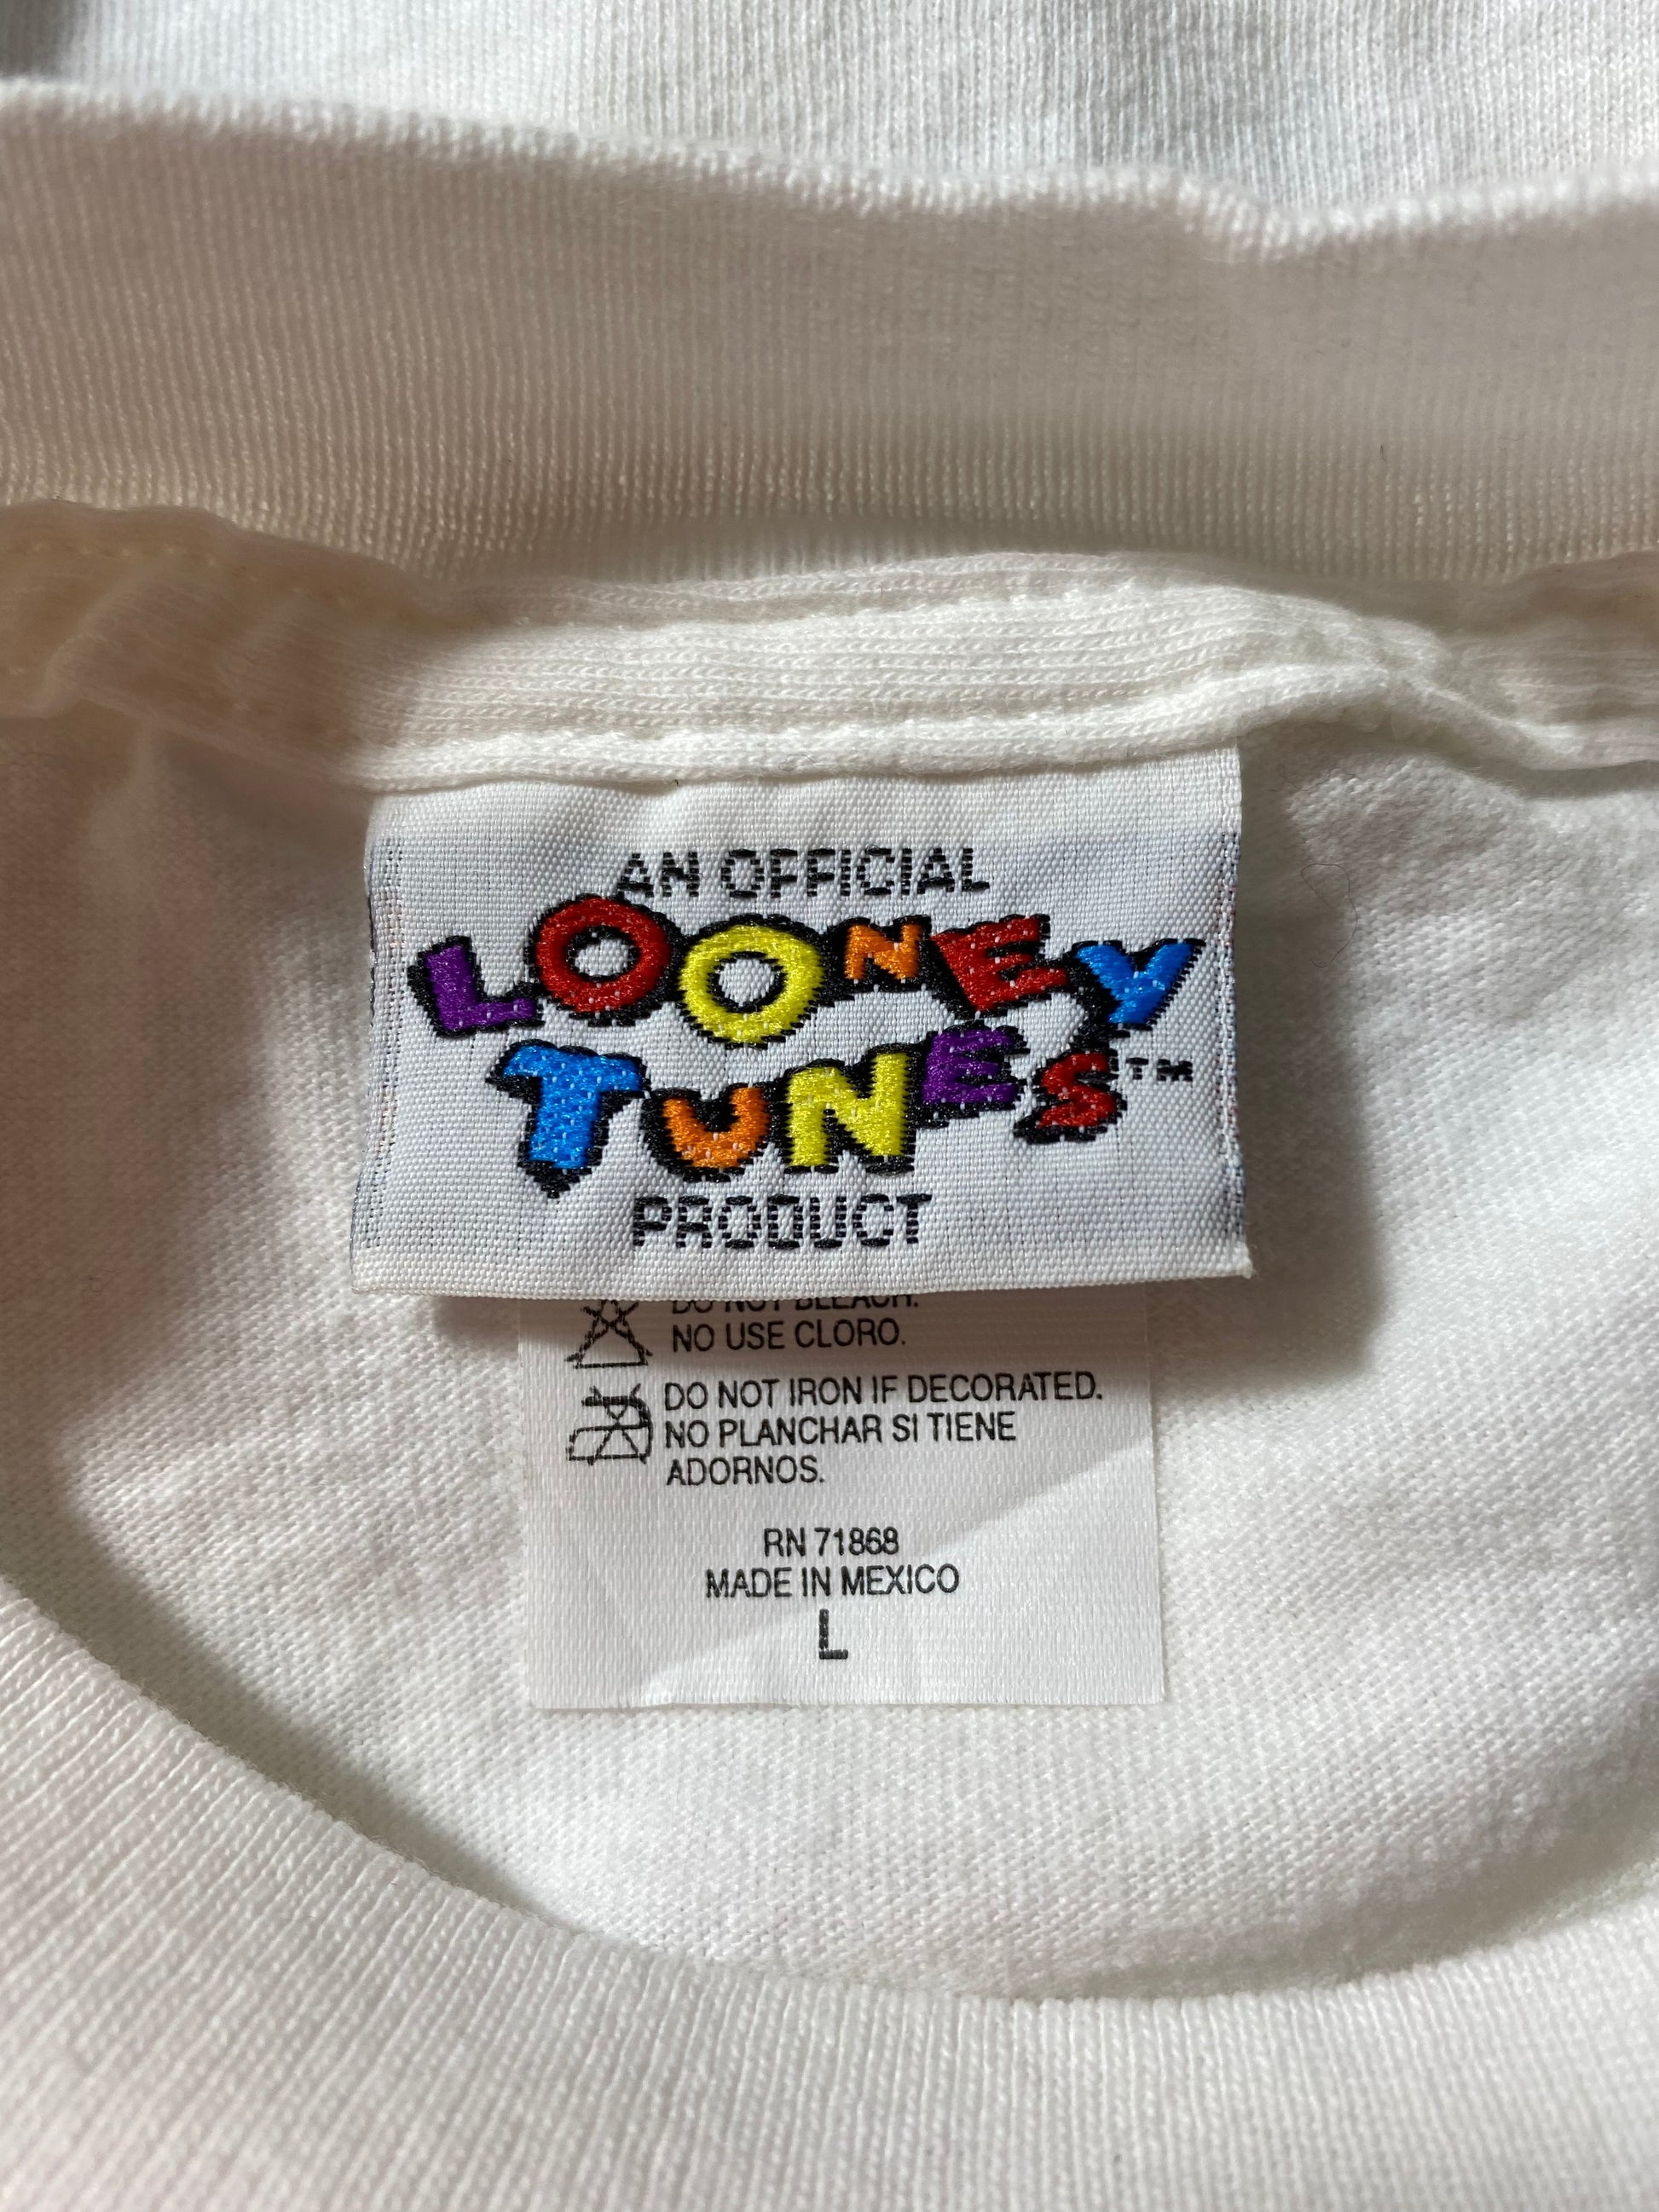 AN OFFICIAL
LOONEY
TUNES™
PRODUCT
DO NOT BLEACH.
NO USE CLORO.
DO NOT IRON IF DECORATED.
NO PLANCHAR SI TIENE
ADORNOS.
RN 71868
MADE IN MEXICO
L